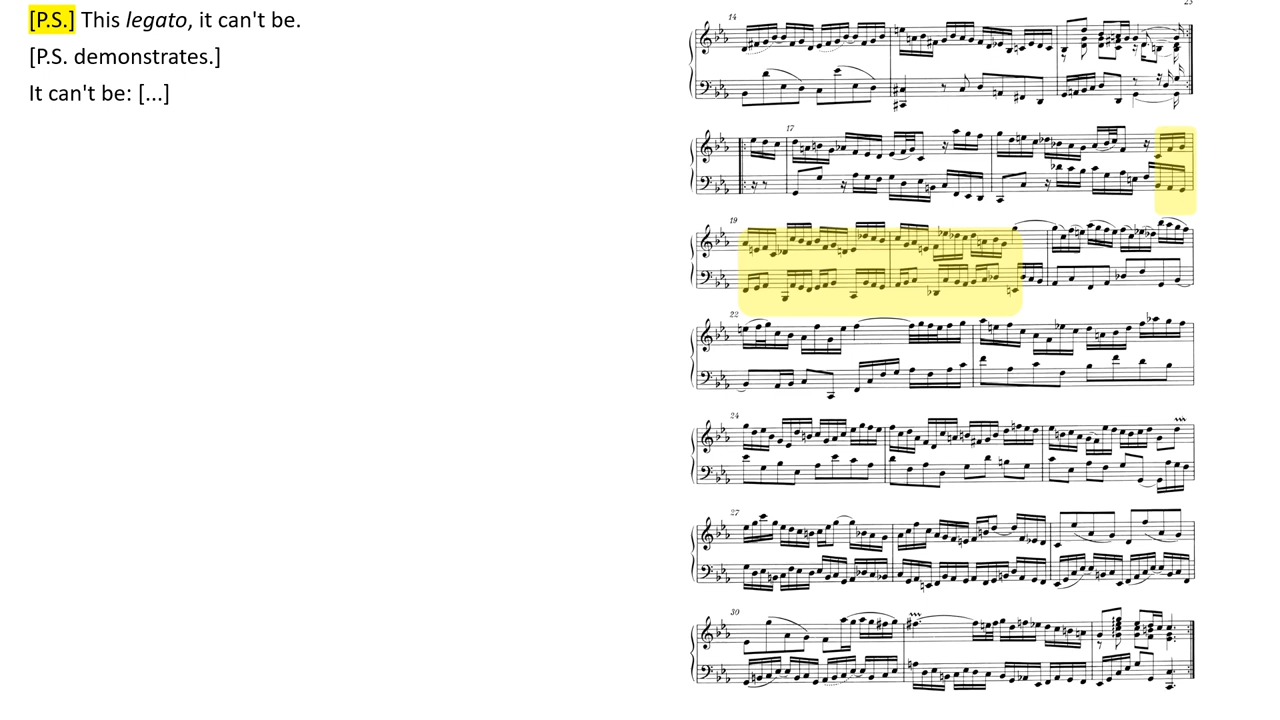 [P.S.] This legato, it can't be.
[P.S. demonstrates.]
It can't be: [...]
23
14
17
19
22
24
27
30